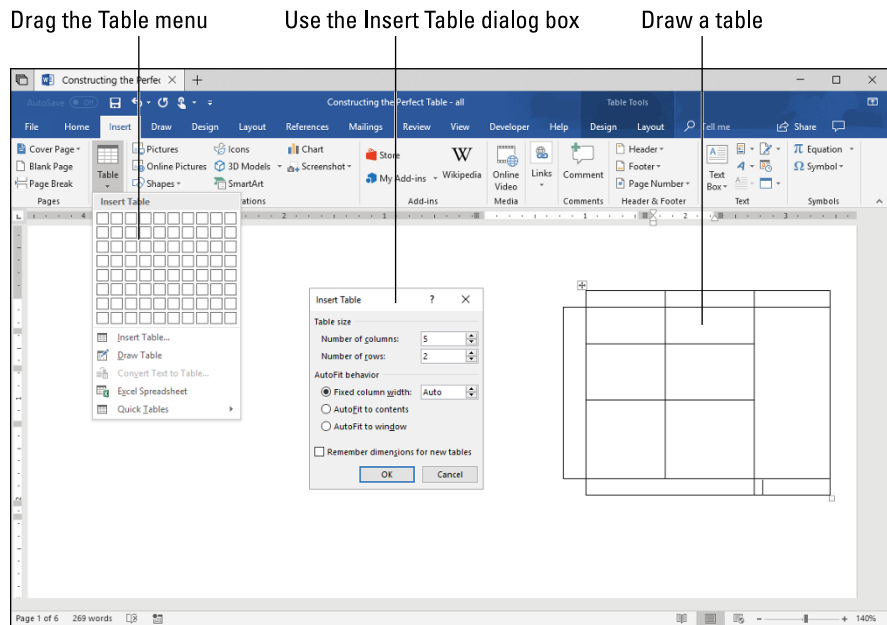 Drag the Table menu Use the Insert Table dialog box Draw a table
Constructing the Perfec
AutoSave Off Constructing the Perfect Table - all Table Tools
File Home Insert Draw Design Layout References Mailings Review View Developer Help Design Layout Tell me Share
Cover Page
Blank Page
Page Break
Pages
Table
Pictures
Online Pictures
Shapes
Icons
3D Models
SmartArt
Chart
Screenshot
ations
Store
My Add-ins
Wikipedia
Add-ins
Online
Video
Media
Links
Comment
Comments
Header
Footer
Page Number
Header & Footer
Text
Box
Text
Equation
Symbol
Symbols
Insert Table
Insert Table...
Draw Table
Convert Text to Table...
Excel Spreadsheet
Quick Tables
Insert Table ?
Table size
Number of columns: 5
Number of rows: 2
AutoFit behavior
Fixed column width: Auto
AutoFit to contents
AutoFit to window
Remember dimensions for new tables
OK Cancel
Page 1 of 6 269 words 140%